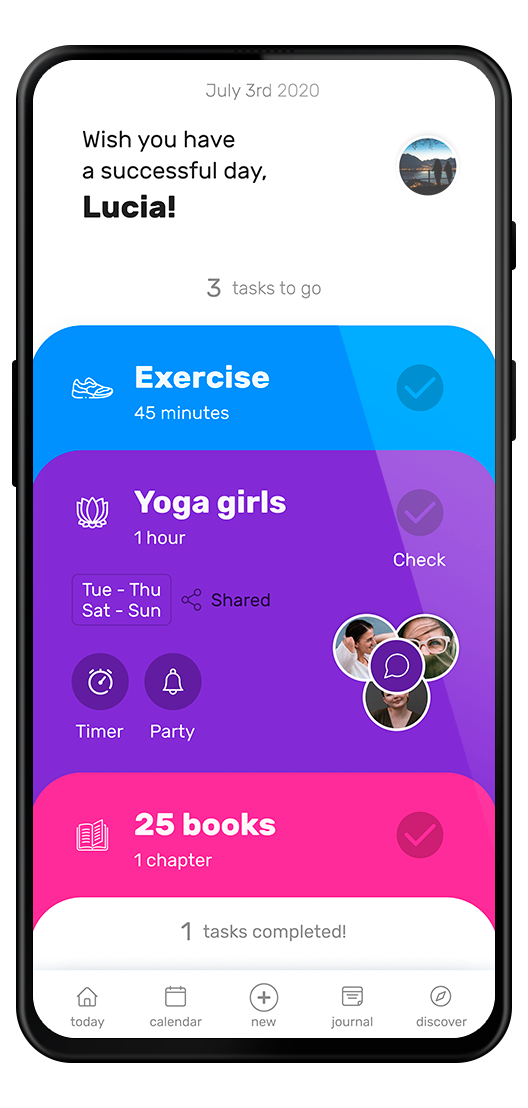 July 3rd 2020
Wish you have
a successful day,
Lucia!
3 tasks to go
Exercise
45 minutes
Yoga girls
1 hour
Check
Tue - Thu
Sat - Sun
Shared
Timer
Party
25 books
1 chapter
1 tasks completed!
today
calendar
new
journal
discover